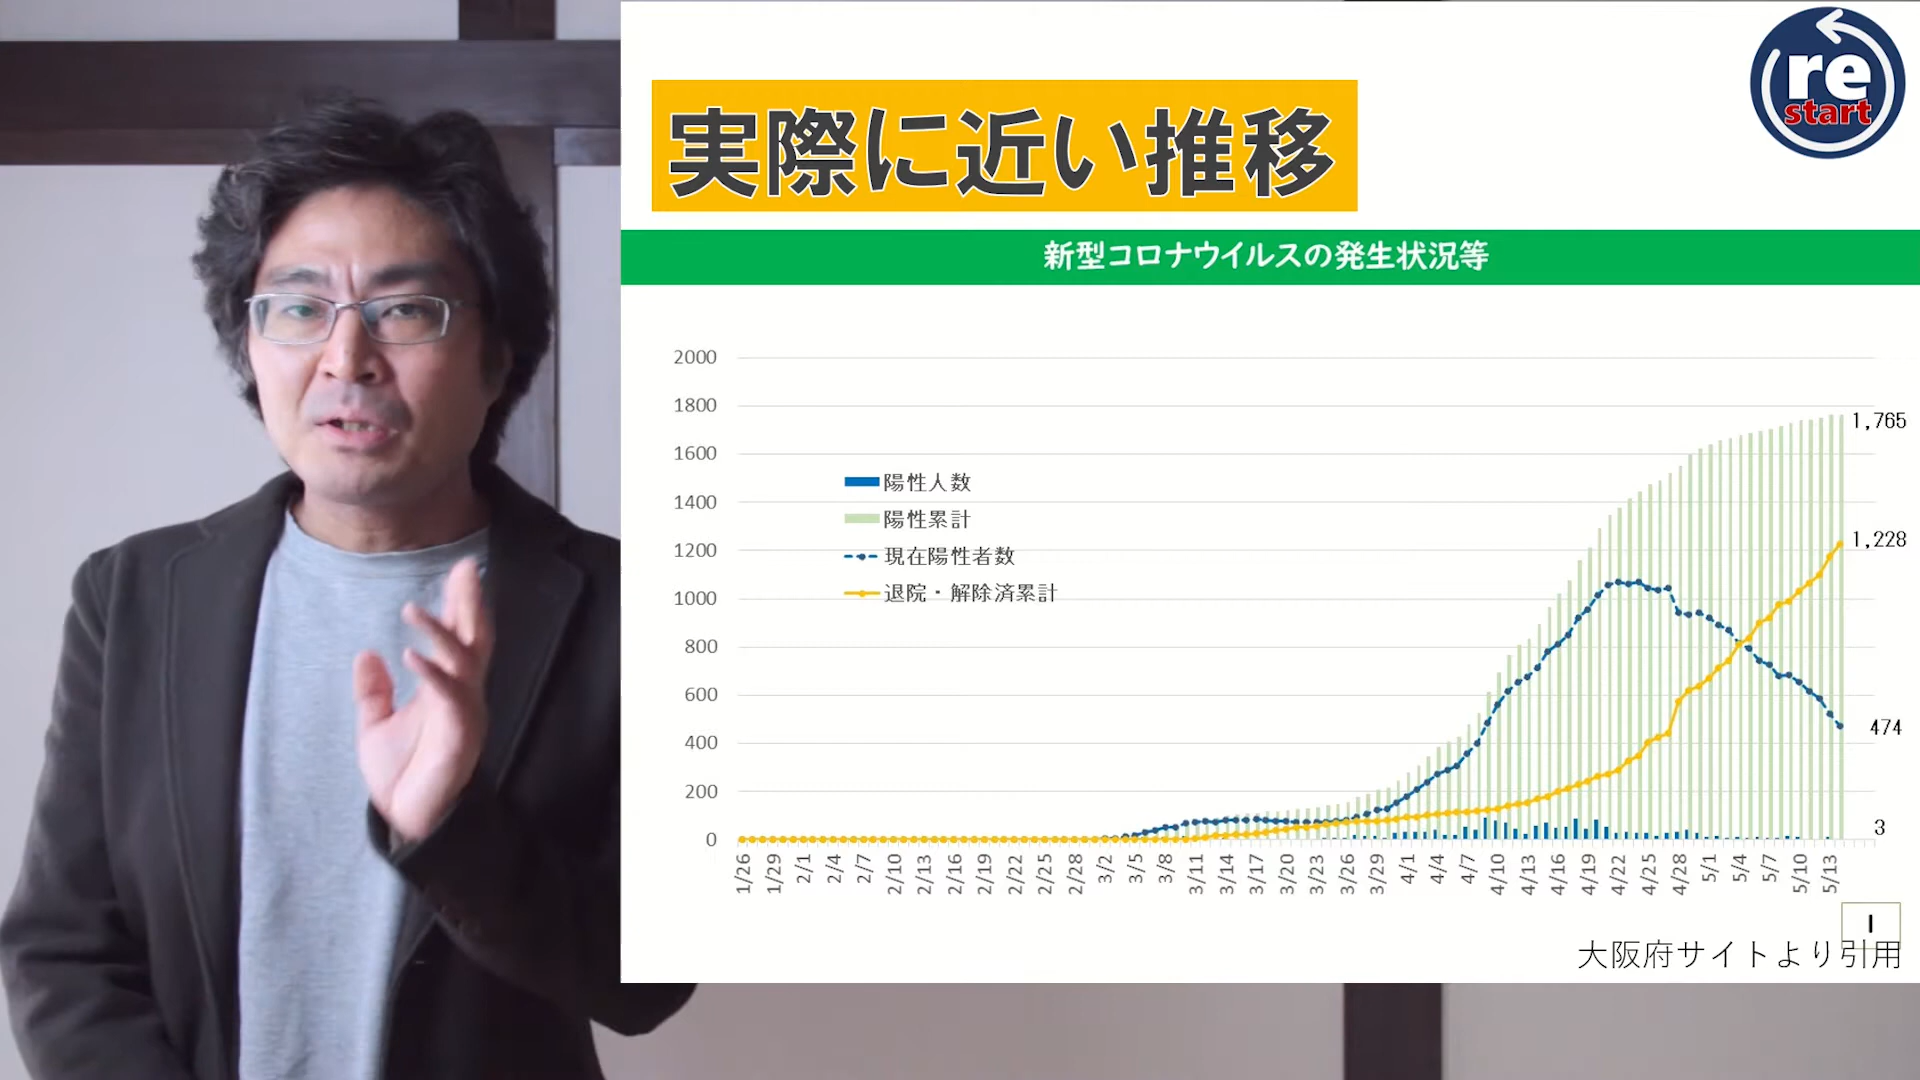 re
start
実際に近い推移
新型コロナウイルスの発生状況等
2000
1800
1600
1400
1200
1000
800
600
400
200
0
陽性人数
陽性累計
現在陽性者数
退院・解除済累計
1,765
1,228
474
3
1/26 1/29 2/1 2/4 2/7 2/10 2/13 2/16 2/19 2/22 2/25 2/28 3/2 3/5 3/8 3/11 3/14 3/17 3/20 3/23 3/26 3/29 4/1 4/4 4/7 4/10 4/13 4/16 4/19 4/22 4/25 4/28 5/1 5/4 5/7 5/10 5/13
1
大阪府サイトより引用